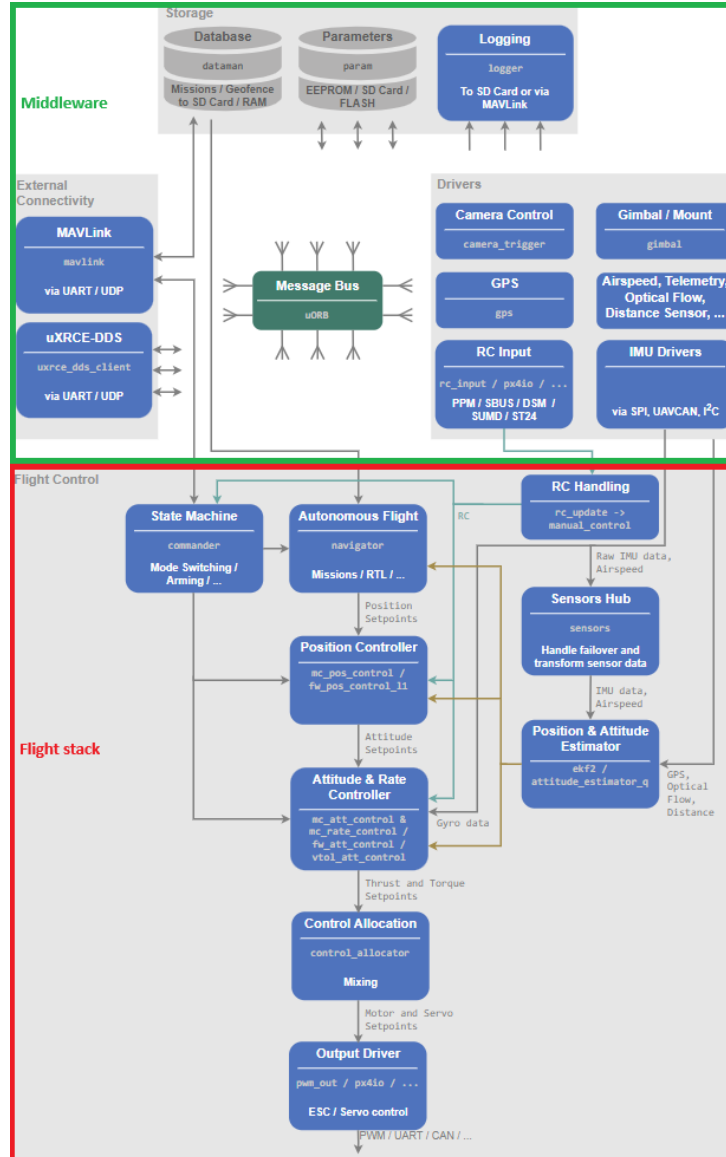 Storage
Database
dataman
Missions / Geofence
to SD Card / RAM
Parameters
param
EEPROM / SD Card /
FLASH
Logging
logger
To SD Card or via
MAVLink
Middleware
External
Connectivity
MAVLink
mavlink
via UART / UDP
uXRCE-DDS
uxrce_dds_client
via UART / UDP
Message Bus
uORB
Drivers
Camera Control
camera_trigger
Gimbal / Mount
gimbal
GPS
gps
Airspeed, Telemetry,
Optical Flow,
Distance Sensor, ...
RC Input
rc_input / px4io / ...
PPM / SBUS / DSM /
SUMD / ST24
IMU Drivers
via SPI, UAVCAN, I²C
Flight Control
State Machine
commander
Mode Switching /
Arming / ...
Autonomous Flight
navigator
Missions / RTL / ...
RC
RC Handling
rc_update ->
manual_control
Raw IMU data,
Airspeed
Position
Setpoints
Sensors Hub
sensors
Handle failover and
transform sensor data
Position Controller
mc_pos_control /
fw_pos_control_l1
IMU data,
Airspeed
Flight stack
Attitude
Setpoints
Position & Attitude
Estimator
ekf2 /
attitude_estimator_q
GPS,
Optical
Flow,
Distance
Attitude & Rate
Controller
mc_att_control &
mc_rate_control /
fw_att_control /
vtol_att_control
Gyro data
Thrust and Torque
Setpoints
Control Allocation
control_allocator
Mixing
Motor and Servo
Setpoints
Output Driver
pwm_out / px4io / ...
ESC / Servo control
PWM / UART / CAN / ...